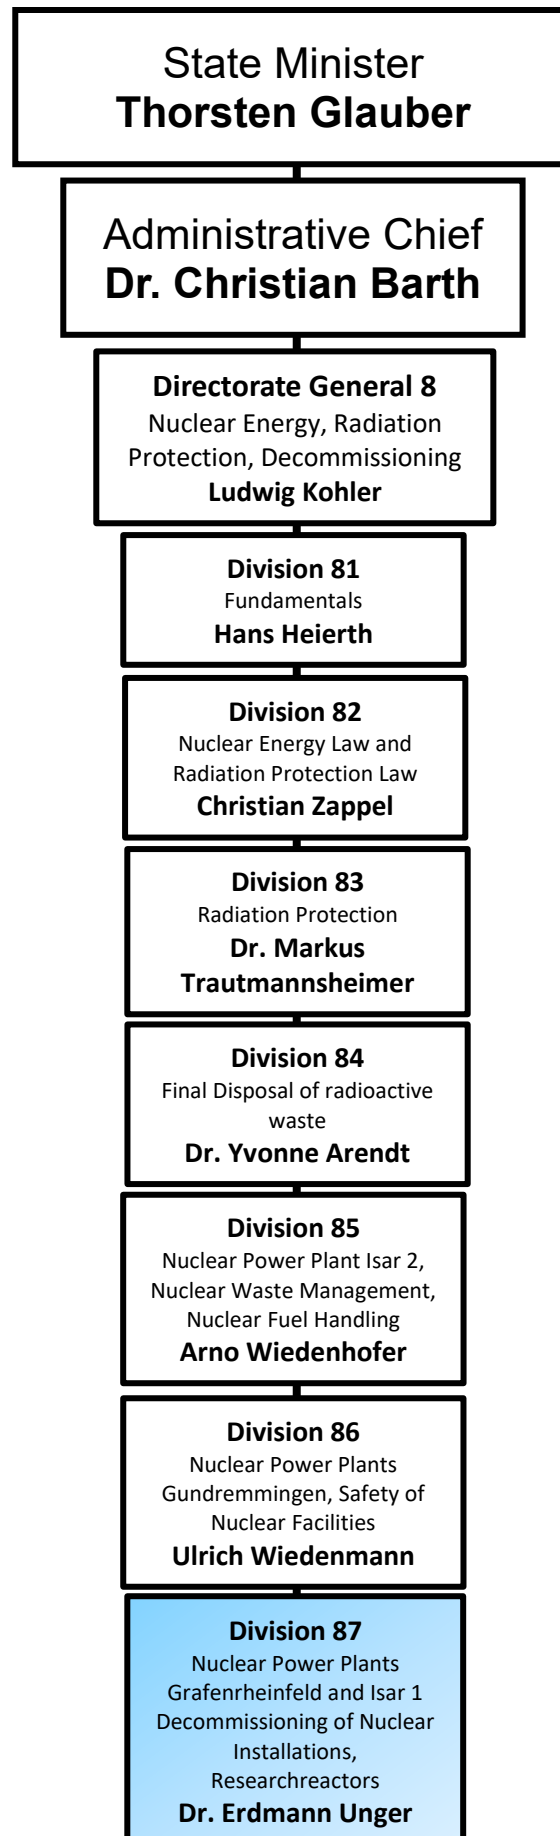 State Minister
Thorsten Glauber
Administrative Chief
Dr. Christian Barth
Directorate General 8
Nuclear Energy, Radiation
Protection, Decommissioning
Ludwig Kohler
Division 81
Fundamentals
Hans Heierth
Division 82
Nuclear Energy Law and
Radiation Protection Law
Christian Zappel
Division 83
Radiation Protection
Dr. Markus
Trautmannsheimer
Division 84
Final Disposal of radioactive
waste
Dr. Yvonne Arendt
Division 85
Nuclear Power Plant Isar 2,
Nuclear Waste Management,
Nuclear Fuel Handling
Arno Wiedenhofer
Division 86
Nuclear Power Plants
Gundremmingen, Safety of
Nuclear Facilities
Ulrich Wiedenmann
Division 87
Nuclear Power Plants
Grafenrheinfeld and Isar 1
Decommissioning of Nuclear
Installations,
Researchreactors
Dr. Erdmann Unger